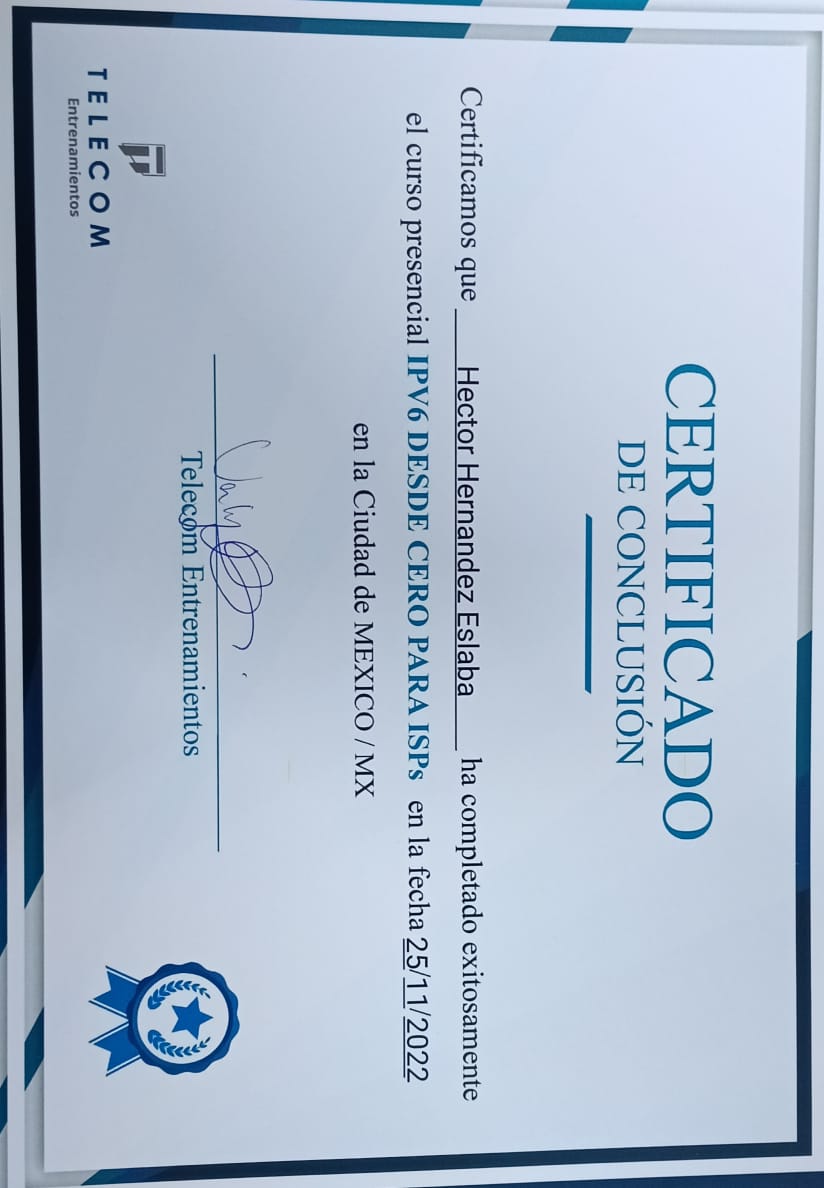 CERTIFICADO
DE CONCLUSIÓN
Certificamos que Hector Hernandez Eslaba ha completado exitosamente
el curso presencial IPV6 DESDE CERO PARA ISPs en la fecha 25/11/2022
en la Ciudad de MEXICO / MX
Telecom Entrenamientos
TELECOM
Entrenamientos